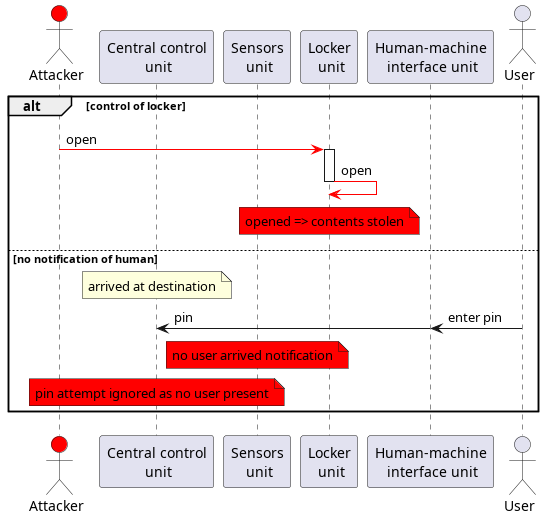 Attacker
Central control
unit
Sensors
unit
Locker
unit
Human-machine
interface unit
User
alt
[control of locker]
open
open
opened => contents stolen
[no notification of human]
arrived at destination
pin
enter pin
no user arrived notification
pin attempt ignored as no user present
Attacker
Central control
unit
Sensors
unit
Locker
unit
Human-machine
interface unit
User